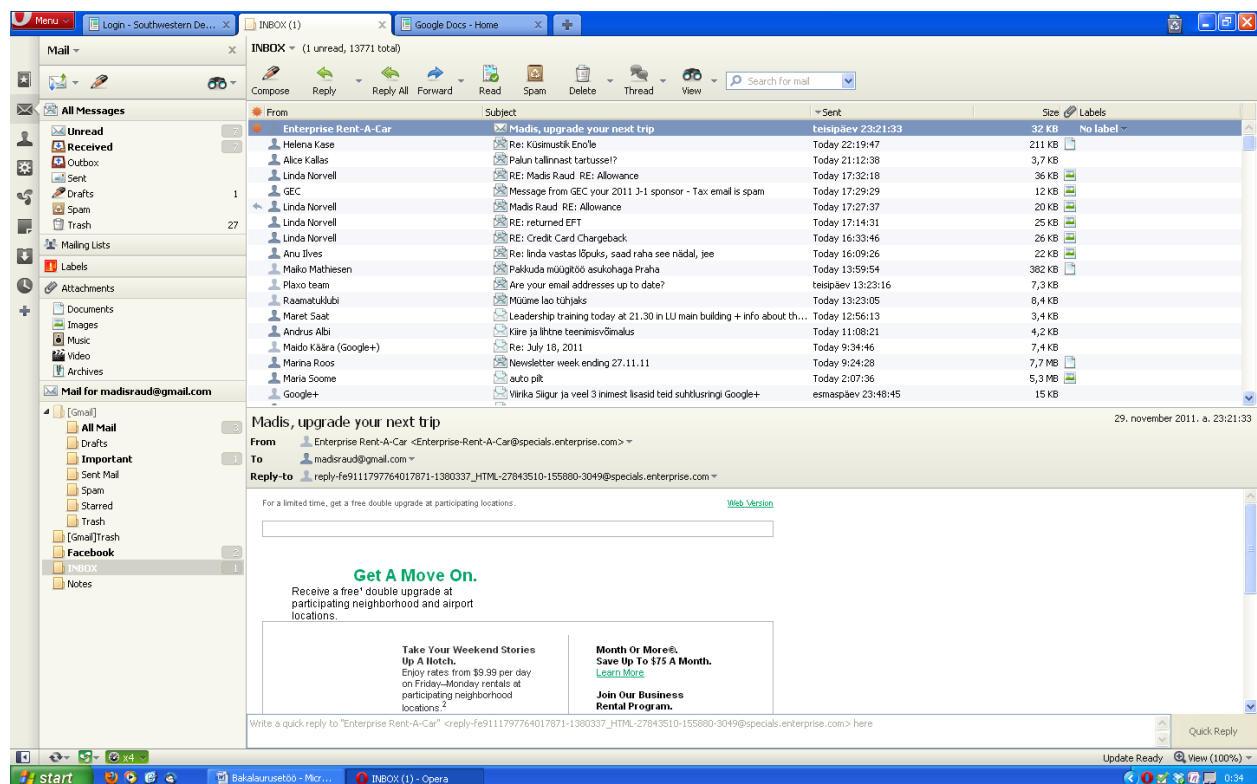 Menu
Login - Southwestern De...
INBOX (1)
Google Docs - Home
Mail
INBOX (1 unread, 13771 total)
Compose Reply Reply All Forward Read Spam Delete Thread View Search for mail
All Messages
Unread 7
Received 7
Outbox
Sent
Drafts 1
Spam
Trash 27
Mailing Lists
Labels
Attachments
Documents
Images
Music
Video
Archives
Mail for madisraud@gmail.com
[Gmail]
All Mail 3
Drafts
Important 1
Sent Mail
Spam
Starred
Trash
[Gmail]Trash
Facebook 2
INBOX 1
Notes
From Subject Sent Size Labels
Enterprise Rent-A-Car Madis, upgrade your next trip teisipäev 23:21:33 32 KB No label
Helena Kase Re: Küsimustik Eno'le Today 22:19:47 211 KB
Alice Kallas Palun tallinnast tartusse!? Today 21:12:38 3,7 KB
Linda Norvell RE: Madis Raud RE: Allowance Today 17:32:18 36 KB
GEC Message from GEC your 2011 J-1 sponsor - Tax email is spam Today 17:29:29 12 KB
Linda Norvell Madis Raud RE: Allowance Today 17:27:37 20 KB
Linda Norvell RE: returned EFT Today 17:14:31 25 KB
Linda Norvell RE: Credit Card Chargeback Today 16:33:46 26 KB
Anu Ilves Re: linda vastas lõpuks, saad raha see nädal, jee Today 16:09:26 22 KB
Maiko Mathiesen Pakkuda müügitöö asukohaga Praha Today 13:59:54 382 KB
Plaxo team Are your email addresses up to date? teisipäev 13:23:16 7,3 KB
Raamatuklubi Müüme lao tühjaks Today 13:23:05 8,4 KB
Maret Saat Leadership training today at 21.30 in LU main building + info about th... Today 12:56:13 3,4 KB
Andrus Albi Kiire ja lihtne teenimisvõimalus Today 11:08:21 4,2 KB
Maido Käära (Google+) Re: July 18, 2011 Today 9:34:46 7,4 KB
Marina Roos Newsletter week ending 27.11.11 Today 9:24:28 7,7 MB
Maria Soome auto pilt Today 2:07:36 5,3 MB
Google+ Virika Siigur ja veel 3 inimest lisasid teid suhtlusringi Google+ esmaspäev 23:48:45 15 KB
Madis, upgrade your next trip 29. november 2011. a. 23:21:33
From Enterprise Rent-A-Car <Enterprise-Rent-A-Car@specials.enterprise.com>
To madisraud@gmail.com
Reply-to reply-fe9111797764017871-1380337_HTML-27843510-155880-3049@specials.enterprise.com
For a limited time, get a free double upgrade at participating locations. Web Version
Get A Move On.
Receive a free¹ double upgrade at
participating neighborhood and airport
locations.
Take Your Weekend Stories
Up A Notch.
Enjoy rates from $9.99 per day
on Friday–Monday rentals at
participating neighborhood
locations.²
Month Or More®.
Save Up To $75 A Month.
Learn More
Join Our Business
Rental Program.
Write a quick reply to "Enterprise Rent-A-Car" <reply-fe9111797764017871-1380337_HTML-27843510-155880-3049@specials.enterprise.com> here
Quick Reply
x4
Update Ready View (100%)
start Bakalaurusetöö - Micr... INBOX (1) - Opera 0:34